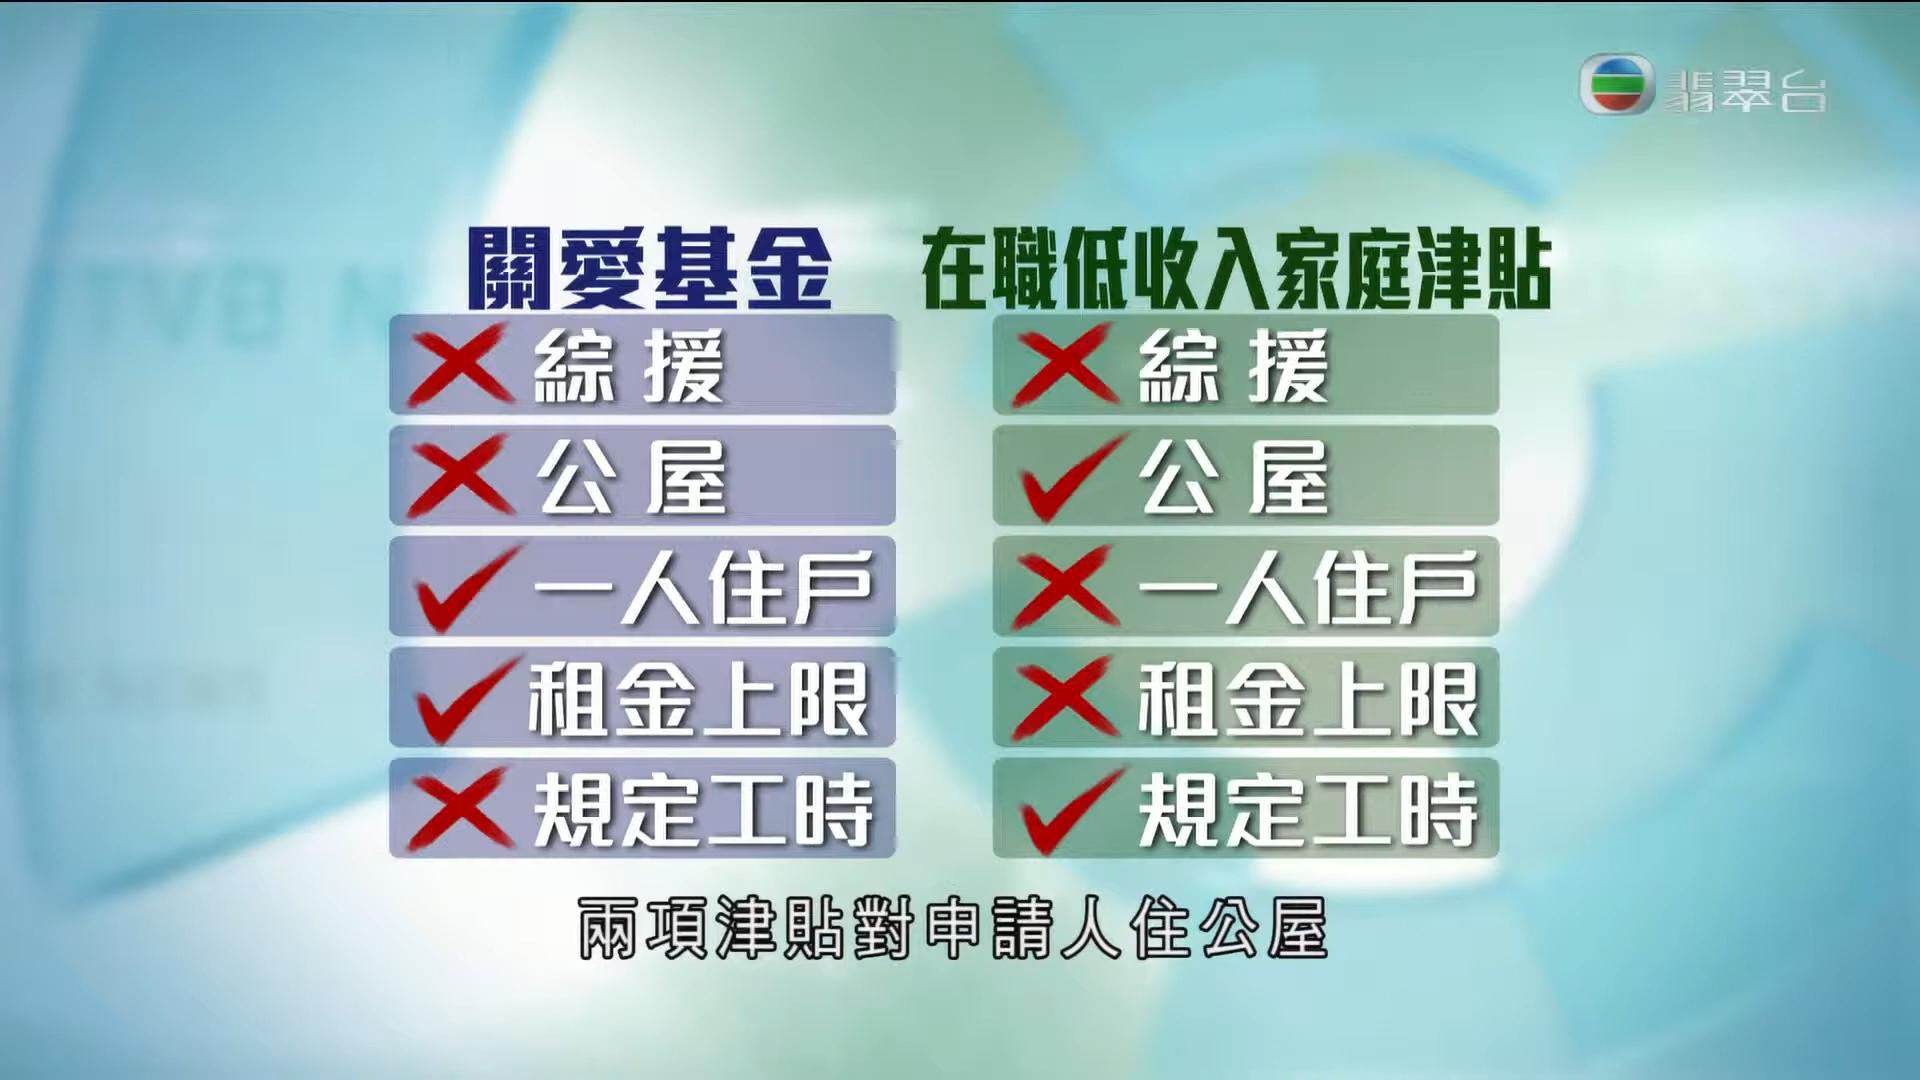 翡翠台
TVB N
關愛基金 在職低收入家庭津貼
綜援 綜援
公屋 公屋
一人住戶 一人住戶
租金上限 租金上限
規定工時 規定工時
兩項津貼對申請人住公屋